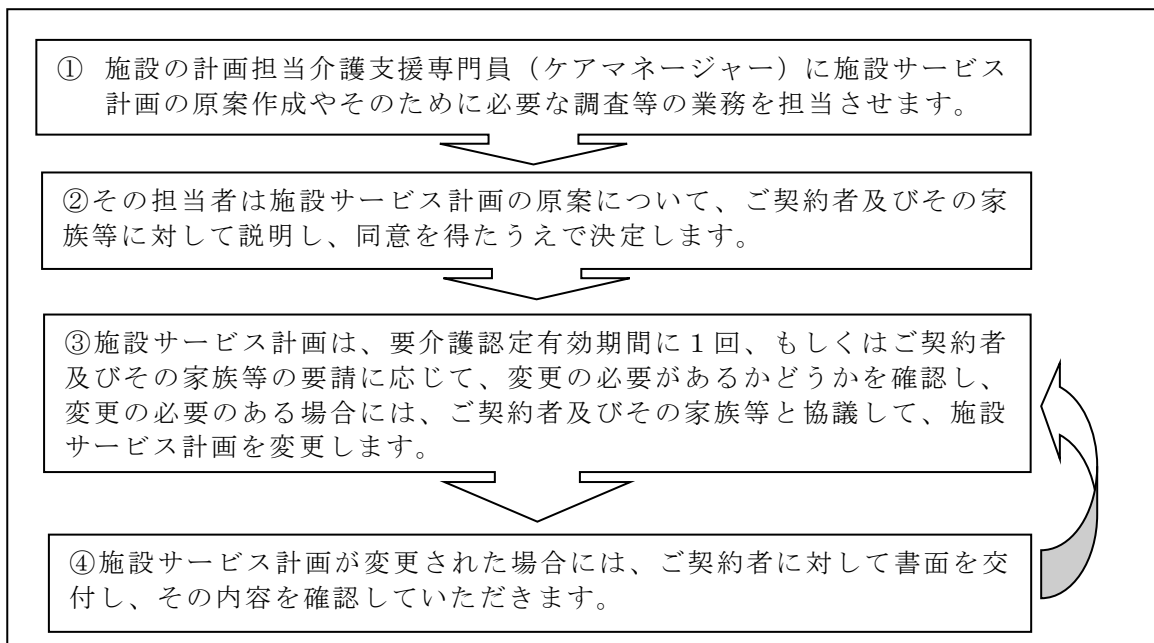 ① 施設の計画担当介護支援専門員（ケアマネージャー）に施設サービス
計画の原案作成やそのために必要な調査等の業務を担当させます。
②その担当者は施設サービス計画の原案について、ご契約者及びその家
族等に対して説明し、同意を得たうえで決定します。
③施設サービス計画は、要介護認定有効期間に１回、もしくはご契約者
及びその家族等の要請に応じて、変更の必要があるかどうかを確認し、
変更の必要のある場合には、ご契約者及びその家族等と協議して、施設
サービス計画を変更します。
④施設サービス計画が変更された場合には、ご契約者に対して書面を交
付し、その内容を確認していただきます。